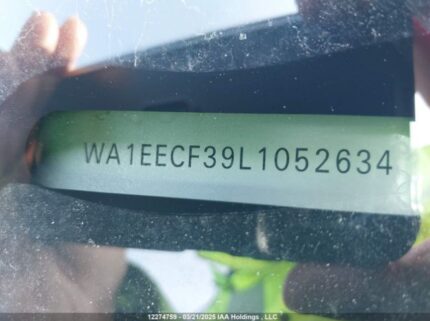 WA1EECF39L1052634
12274759 - 03/21/2025 IAA Holdings , LLC